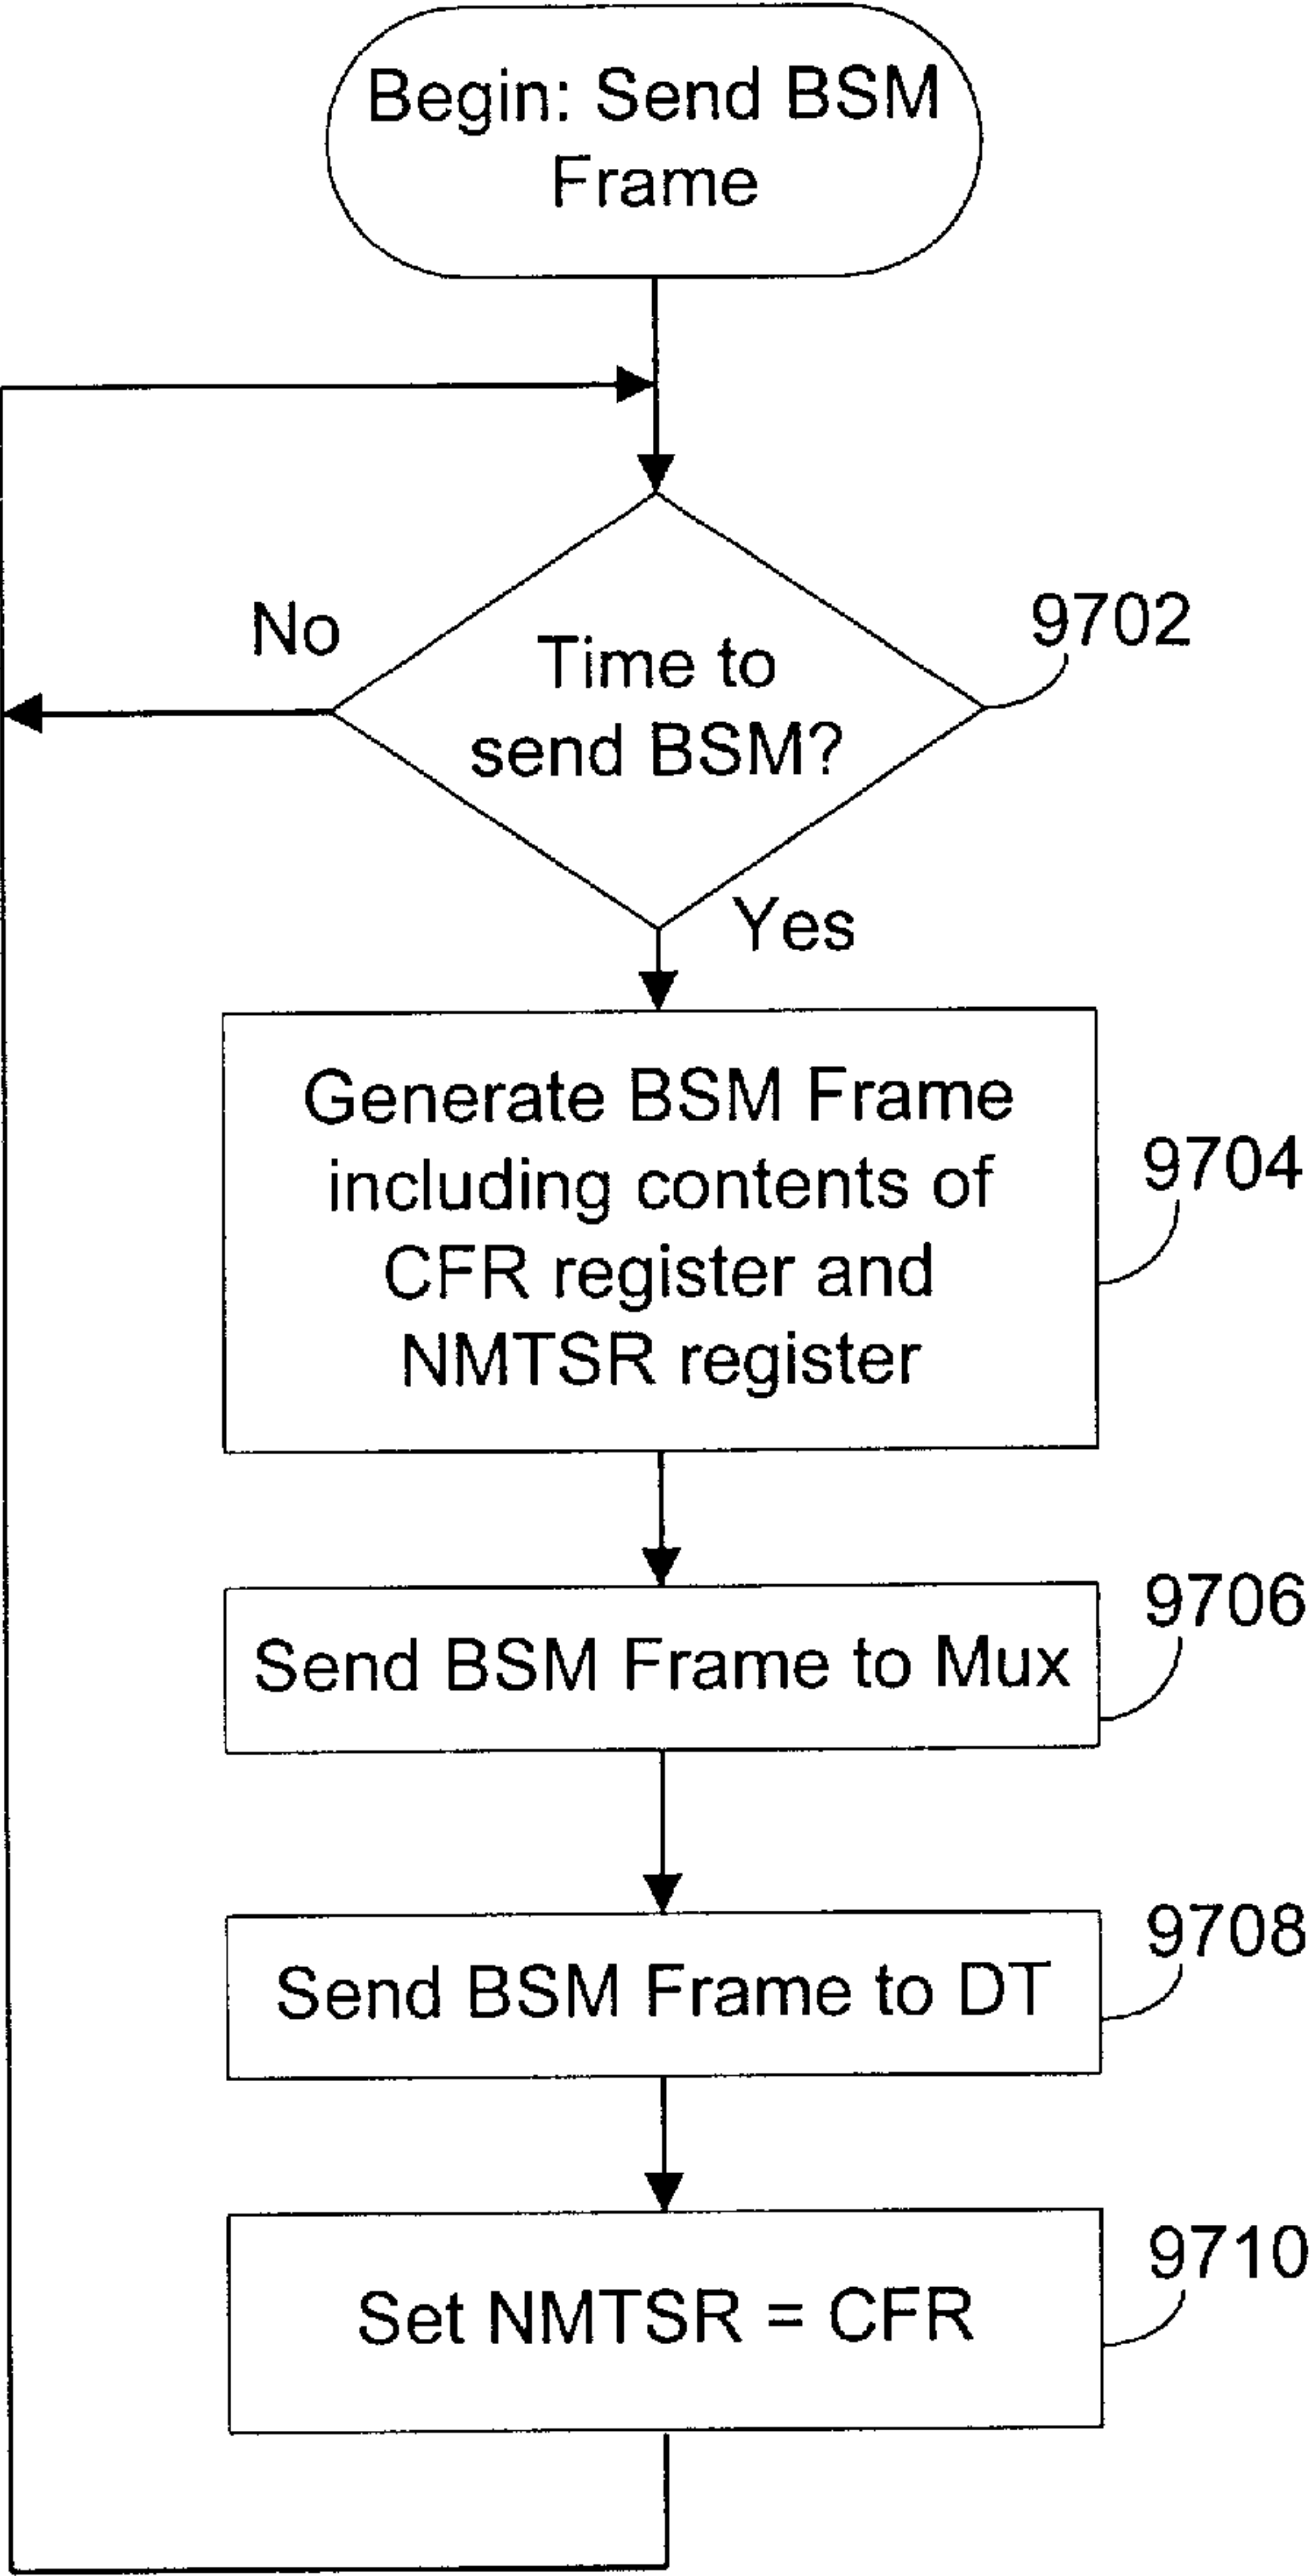 Begin: Send BSM
Frame
No
Time to
send BSM?
9702
Yes
Generate BSM Frame
including contents of
CFR register and
NMTSR register
9704
Send BSM Frame to Mux
9706
Send BSM Frame to DT
9708
Set NMTSR = CFR
9710